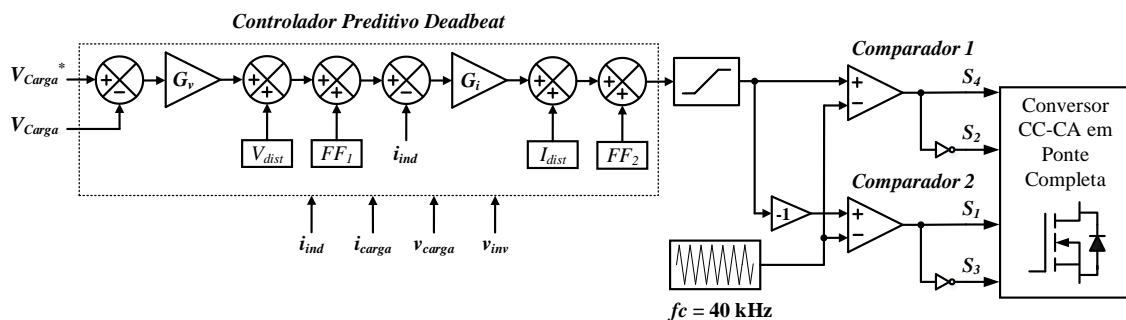 Controlador Preditivo Deadbeat
V_Carga*
V_Carga
+
−
G_v
+
+
V_dist
+
+
FF_1
+
−
i_ind
G_i
+
+
I_dist
+
+
FF_2
i_ind
i_carga
v_carga
v_inv
Comparador 1
+
−
S_4
S_2
Comparador 2
-1
+
−
S_1
S_3
fc = 40 kHz
Conversor
CC-CA em
Ponte
Completa